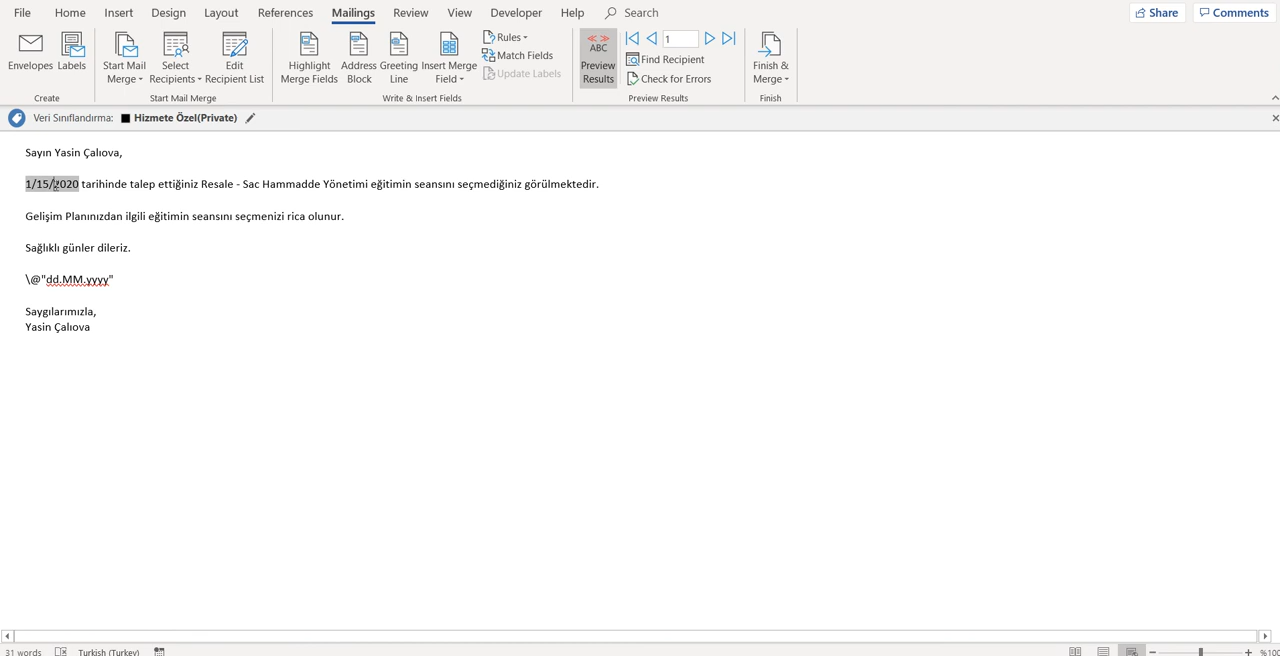 File Home Insert Design Layout References Mailings Review View Developer Help Search Share Comments
Envelopes Labels
Create
Start Mail Merge Select Recipients Edit Recipient List
Start Mail Merge
Highlight Merge Fields Address Block Greeting Line Insert Merge Field
Rules
Match Fields
Update Labels
Write & Insert Fields
ABC
Preview Results
1
Find Recipient
Check for Errors
Preview Results
Finish & Merge
Finish
Veri Sınıflandırma: Hizmete Özel(Private)
Sayın Yasin Çalıova,
1/15/2020 tarihinde talep ettiğiniz Resale - Sac Hammadde Yönetimi eğitimin seansını seçmediğiniz görülmektedir.
Gelişim Planınızdan ilgili eğitimin seansını seçmenizi rica olunur.
Sağlıklı günler dileriz.
\@"dd.MM.yyyy"
Saygılarımızla,
Yasin Çalıova
31 words Turkish (Turkey) %100